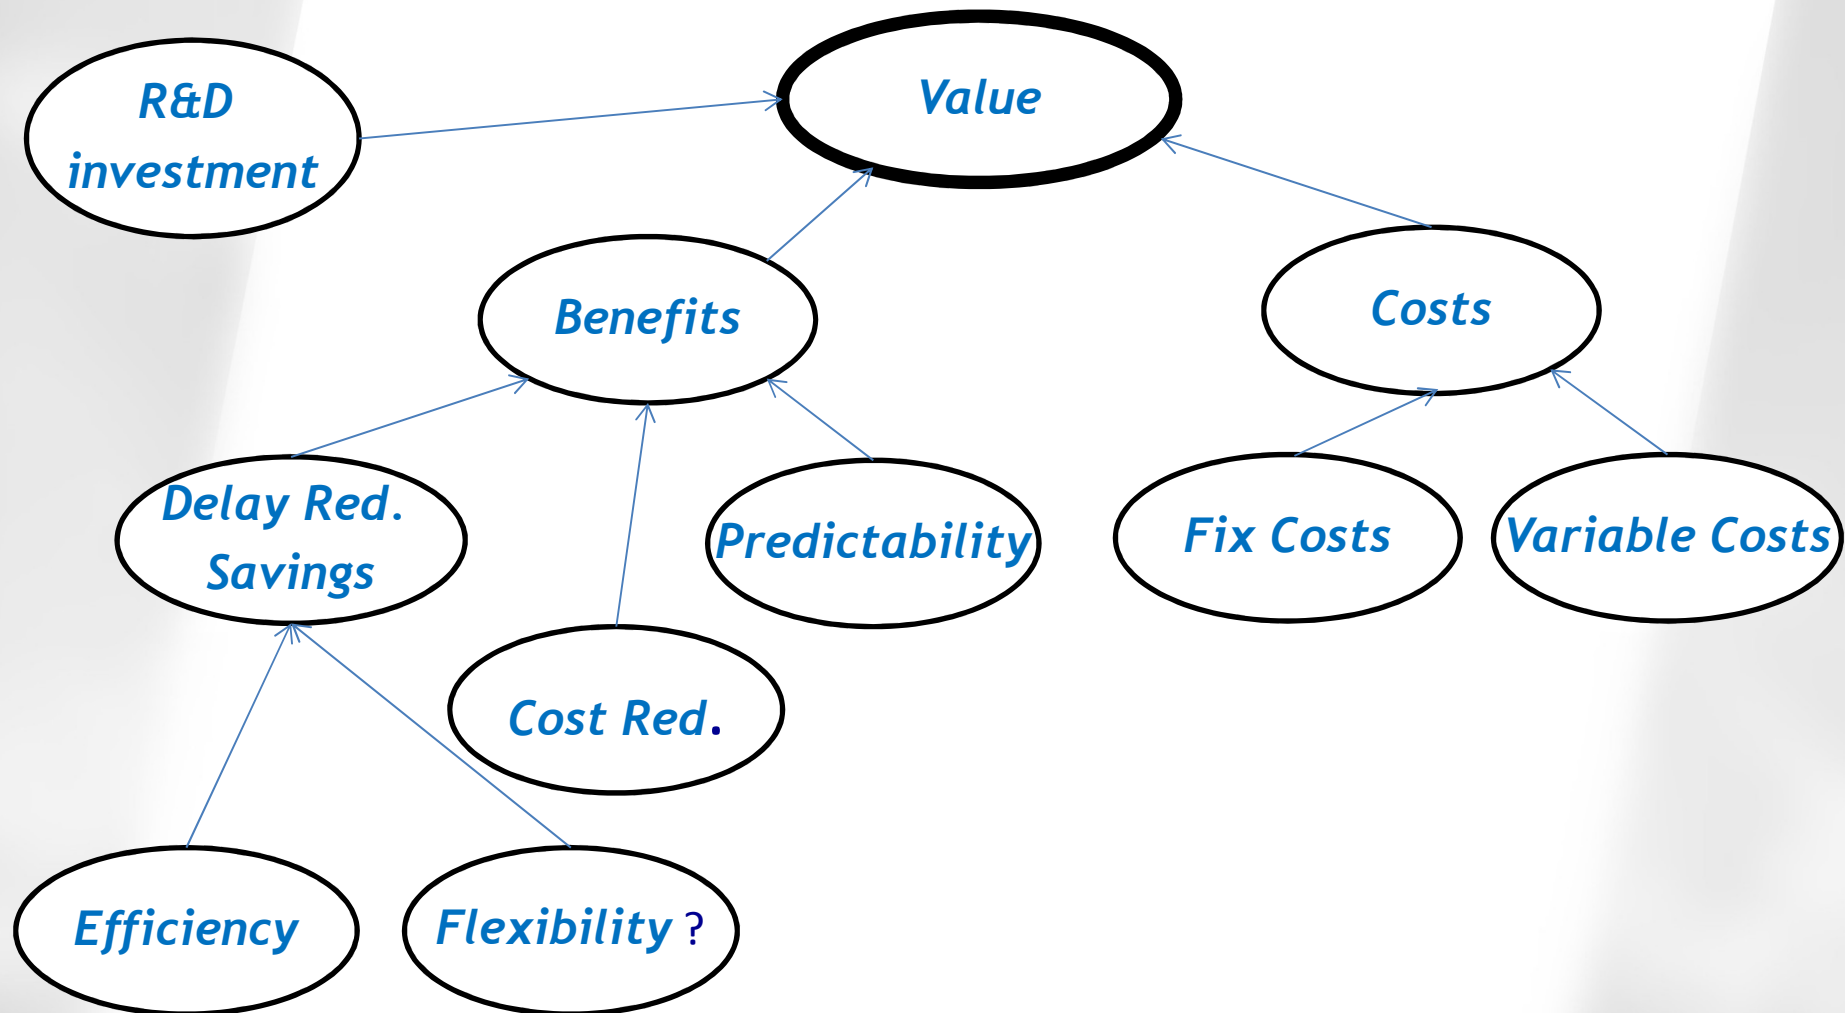 R&D
investment
Value
Benefits
Costs
Delay Red.
Savings
Predictability
Fix Costs
Variable Costs
Cost Red.
Efficiency
Flexibility ?